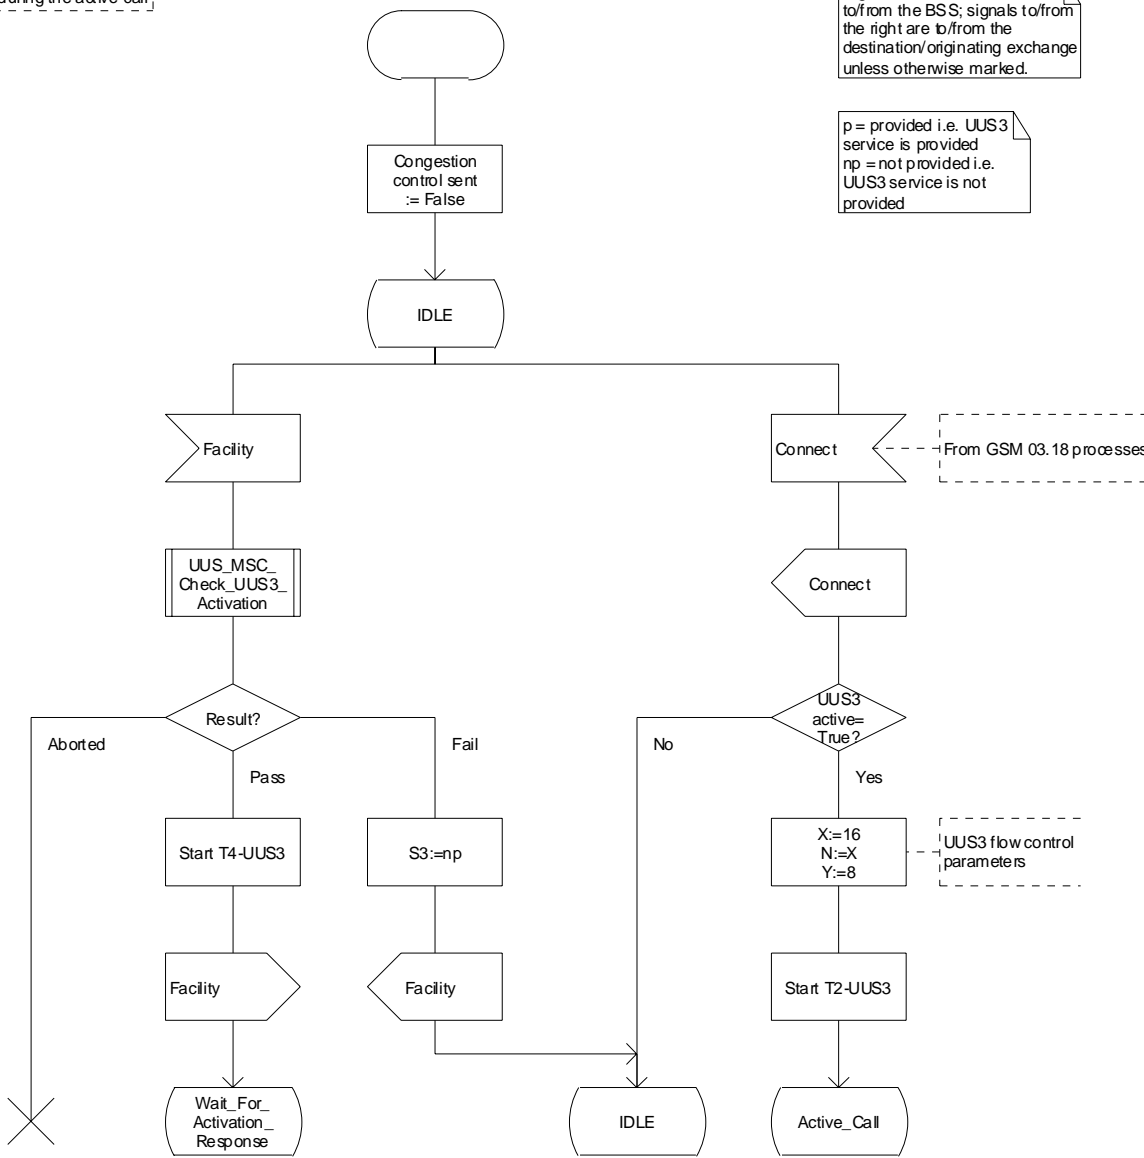 during the active call
to/from the BSS; signals to/from
the right are to/from the
destination/originating exchange
unless otherwise marked.
p = provided i.e. UUS3
service is provided
np = not provided i.e.
UUS3 service is not
provided
Congestion
control sent
:= False
IDLE
Facility
Connect
From GSM 03.18 processes
UUS_MSC_
Check_UUS3_
Activation
Connect
Result?
UUS3
active=
True?
Aborted
Pass
Fail
No
Yes
Start T4-UUS3
S3:=np
X:=16
N:=X
Y:=8
UUS3 flow control
parameters
Facility
Facility
Start T2-UUS3
Wait_For_
Activation_
Response
IDLE
Active_Call